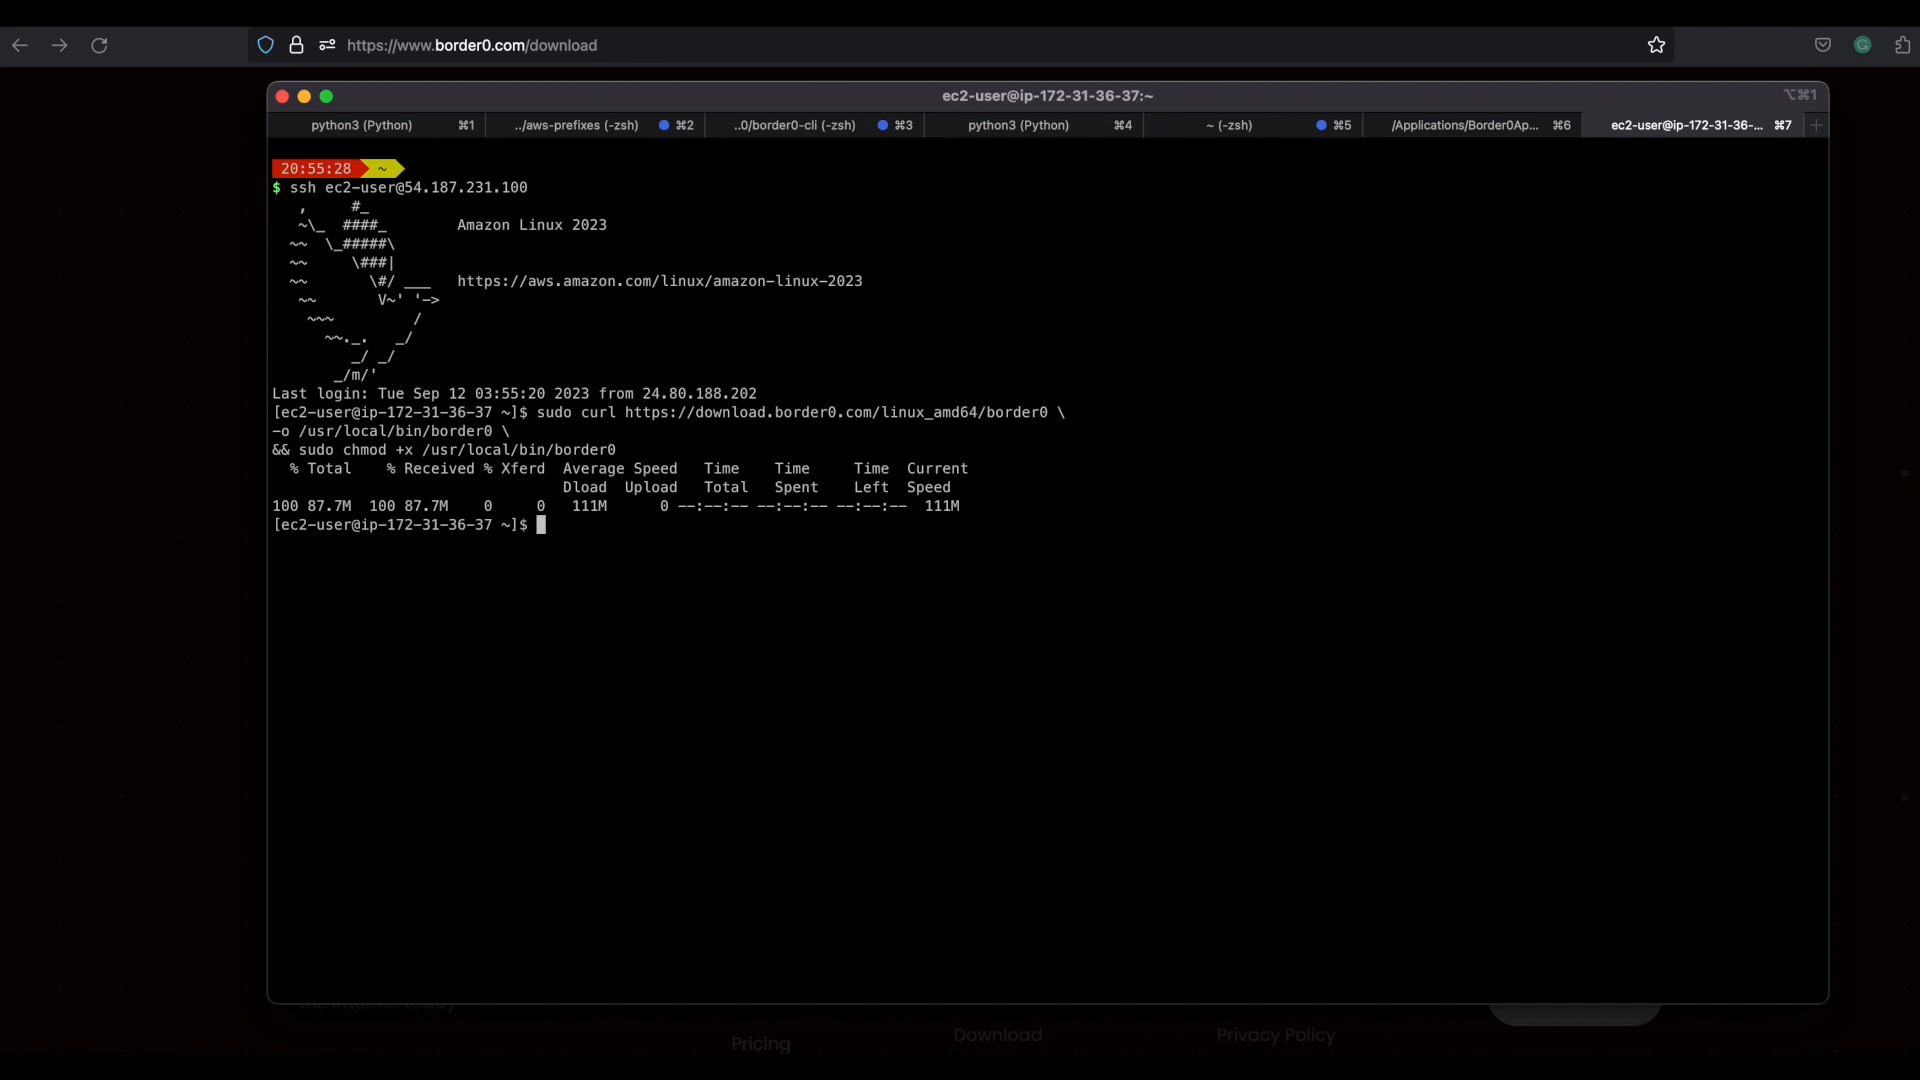 https://www.border0.com/download
ec2-user@ip-172-31-36-37:~
⌥⌘1
python3 (Python) ⌘1
../aws-prefixes (-zsh) ⌘2
..0/border0-cli (-zsh) ⌘3
python3 (Python) ⌘4
~ (-zsh) ⌘5
/Applications/Border0Ap... ⌘6
ec2-user@ip-172-31-36-... ⌘7
20:55:28 ~
$ ssh ec2-user@54.187.231.100
   ,     #_
   ~\_  ####_        Amazon Linux 2023
  ~~  \_#####\
  ~~     \###|
  ~~       \#/ ___   https://aws.amazon.com/linux/amazon-linux-2023
   ~~       V~' '->
    ~~~         /
      ~~._.   _/
         _/ _/
       _/m/'
Last login: Tue Sep 12 03:55:20 2023 from 24.80.188.202
[ec2-user@ip-172-31-36-37 ~]$ sudo curl https://download.border0.com/linux_amd64/border0 \
-o /usr/local/bin/border0 \
&& sudo chmod +x /usr/local/bin/border0
  % Total    % Received % Xferd  Average Speed   Time    Time     Time  Current
                                 Dload  Upload   Total   Spent    Left  Speed
100 87.7M  100 87.7M    0     0   111M      0 --:--:-- --:--:-- --:--:--  111M
[ec2-user@ip-172-31-36-37 ~]$
Pricing
Download
Privacy Policy